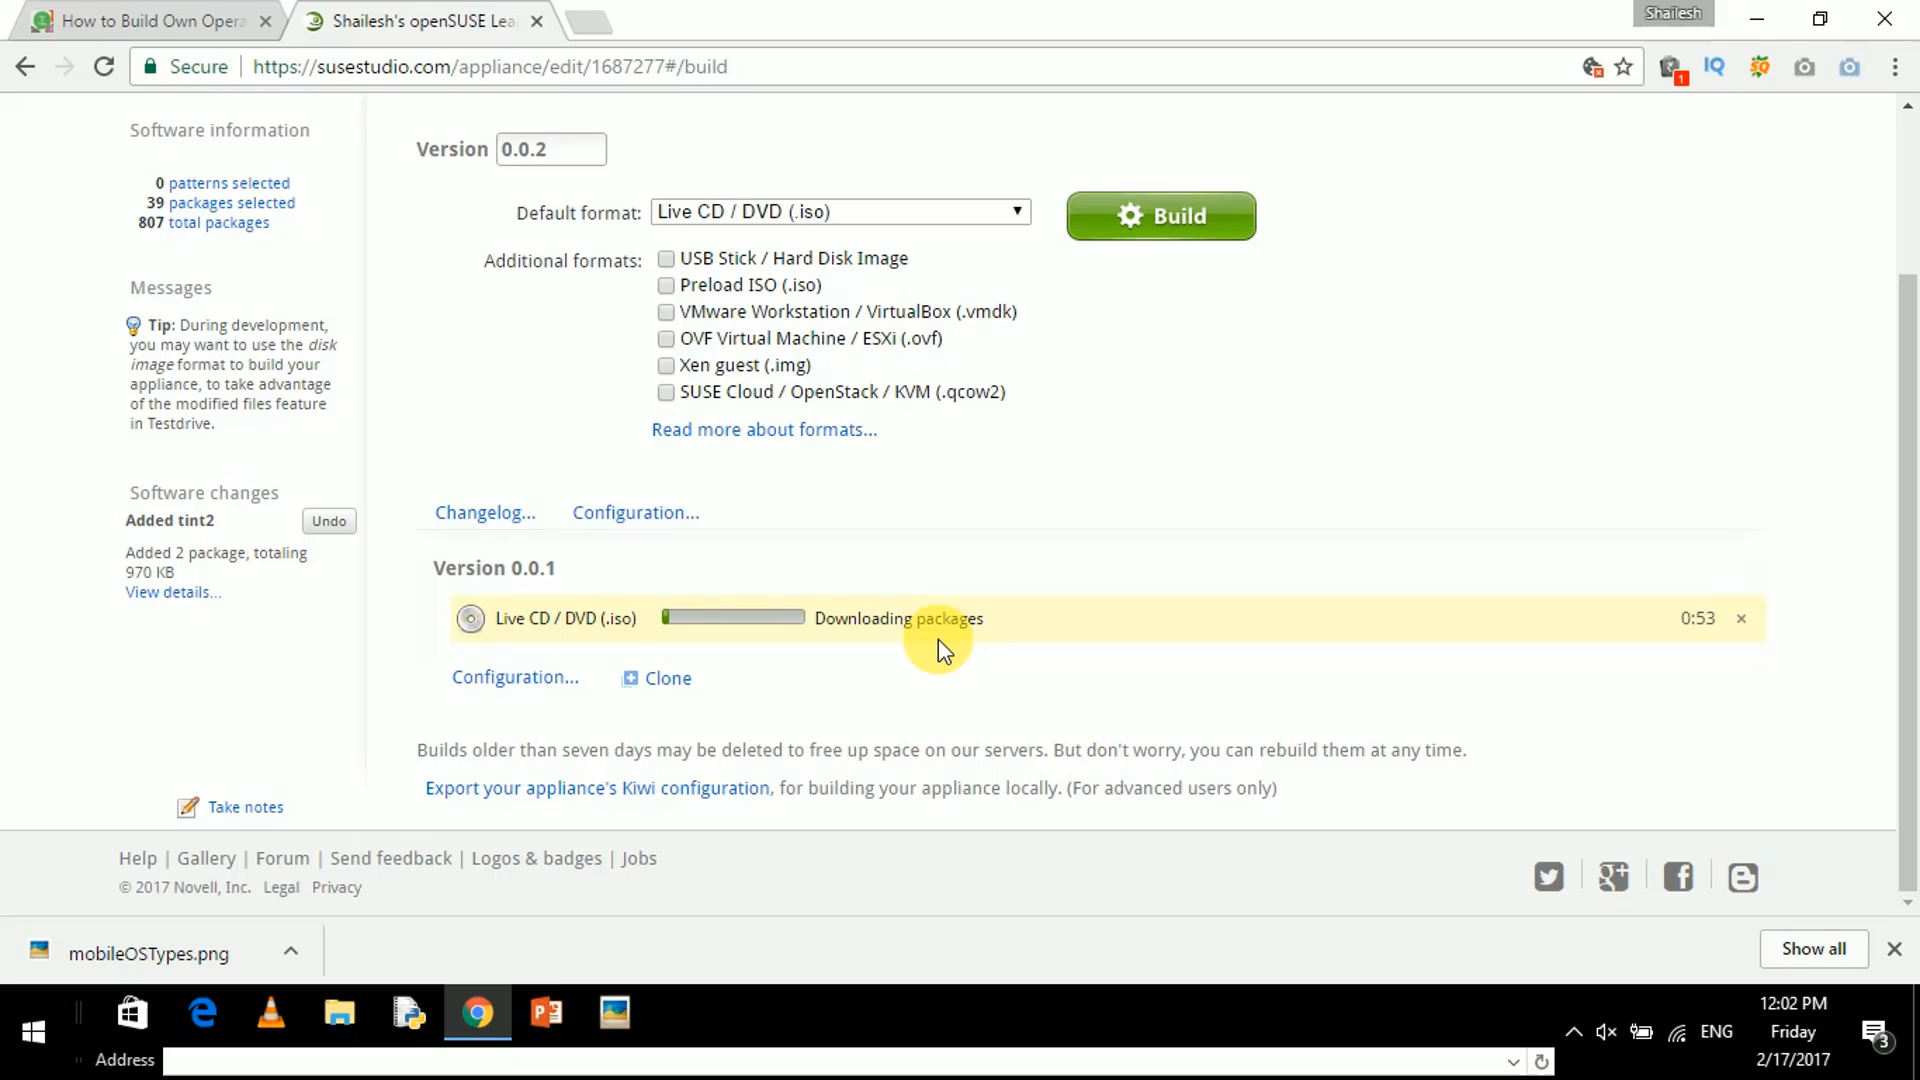 How to Build Own Opera
Shailesh's openSUSE Lea
Shailesh
Secure
https://susestudio.com/appliance/edit/1687277#/build
1
IQ
Software information
0 patterns selected
39 packages selected
807 total packages
Messages
Tip: During development,
you may want to use the disk
image format to build your
appliance, to take advantage
of the modified files feature
in Testdrive.
Software changes
Added tint2
Undo
Added 2 package, totaling
970 KB
View details...
Take notes
Version 0.0.2
Default format: Live CD / DVD (.iso)
Build
Additional formats:
USB Stick / Hard Disk Image
Preload ISO (.iso)
VMware Workstation / VirtualBox (.vmdk)
OVF Virtual Machine / ESXi (.ovf)
Xen guest (.img)
SUSE Cloud / OpenStack / KVM (.qcow2)
Read more about formats...
Changelog... Configuration...
Version 0.0.1
Live CD / DVD (.iso) Downloading packages 0:53
Configuration... Clone
Builds older than seven days may be deleted to free up space on our servers. But don't worry, you can rebuild them at any time.
Export your appliance's Kiwi configuration, for building your appliance locally. (For advanced users only)
Help | Gallery | Forum | Send feedback | Logos & badges | Jobs
© 2017 Novell, Inc. Legal Privacy
mobileOSTypes.png
Show all
ENG
12:02 PM
Friday
2/17/2017
3
Address